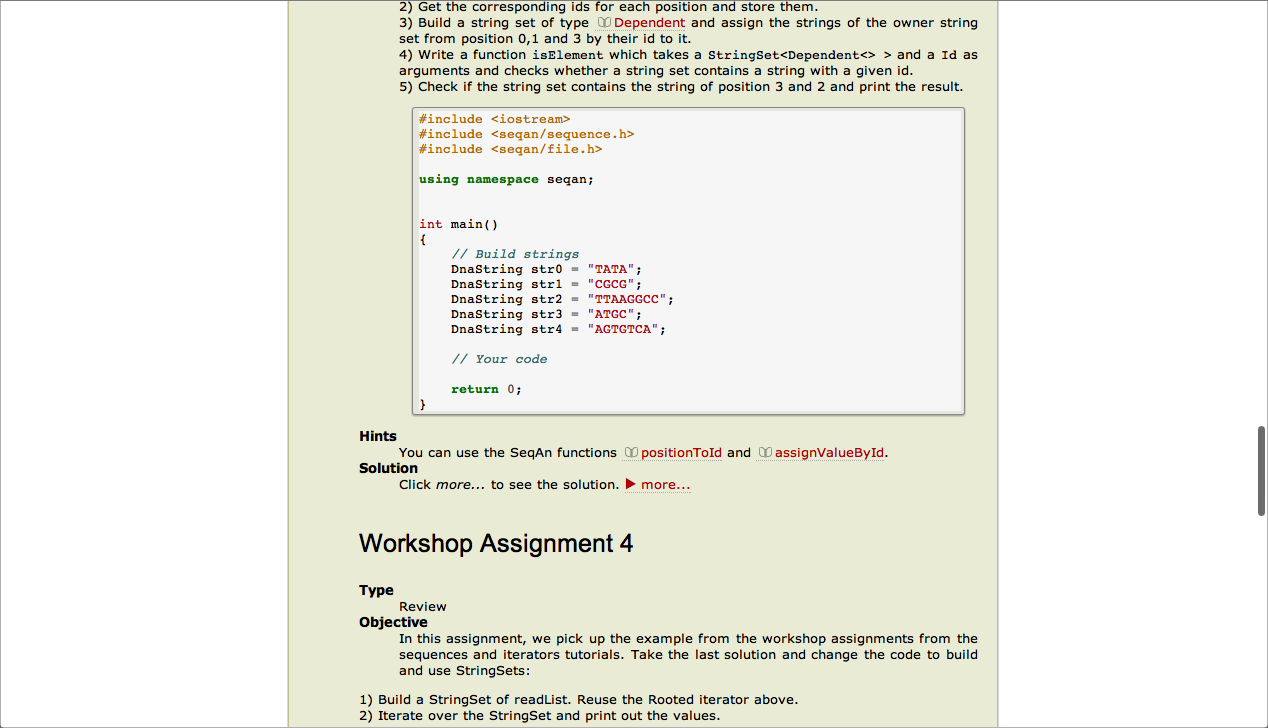 2) Get the corresponding ids for each position and store them.
3) Build a string set of type Dependent and assign the strings of the owner string
set from position 0,1 and 3 by their id to it.
4) Write a function isElement which takes a StringSet<Dependent<> > and a Id as
arguments and checks whether a string set contains a string with a given id.
5) Check if the string set contains the string of position 3 and 2 and print the result.
#include <iostream>
#include <seqan/sequence.h>
#include <seqan/file.h>
using namespace seqan;
int main()
{
// Build strings
DnaString str0 = "TATA";
DnaString str1 = "CGCG";
DnaString str2 = "TTAAGGCC";
DnaString str3 = "ATGC";
DnaString str4 = "AGTGTCA";
// Your code
return 0;
}
Hints
You can use the SeqAn functions positionToId and assignValueById.
Solution
Click more... to see the solution. ▶ more...
Workshop Assignment 4
Type
Review
Objective
In this assignment, we pick up the example from the workshop assignments from the
sequences and iterators tutorials. Take the last solution and change the code to build
and use StringSets:
1) Build a StringSet of readList. Reuse the Rooted iterator above.
2) Iterate over the StringSet and print out the values.